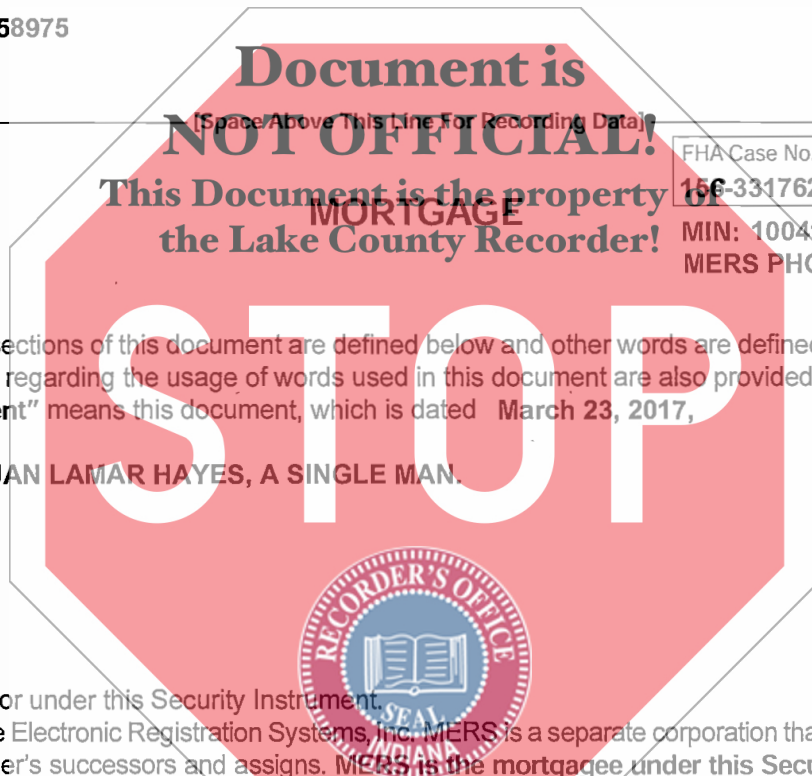 58975
Document is
[Space Above This Line For Recording Data]
NOT OFFICIAL!
FHA Case No
156-331762
This Document is the property of
MORTGAGE
the Lake County Recorder!
MIN: 1004
MERS PHO
ections of this document are defined below and other words are defined
regarding the usage of words used in this document are also provided
nt” means this document, which is dated March 23, 2017,
STOP
AN LAMAR HAYES, A SINGLE MAN.
RECORDER'S OFFICE
or under this Security Instrument.
SEAL
e Electronic Registration Systems, Inc. MERS is a separate corporation tha
INDIANA
er's successors and assigns. MERS is the mortgagee under this Secu